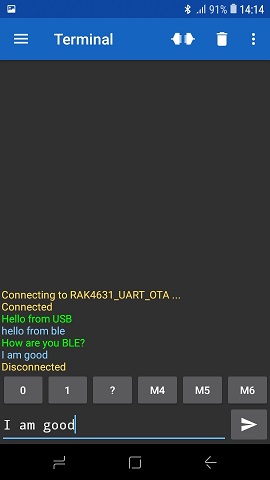 91% 14:14
Terminal
Connecting to RAK4631_UART_OTA ...
Connected
Hello from USB
hello from ble
How are you BLE?
I am good
Disconnected
0 1 ? M4 M5 M6
I am good